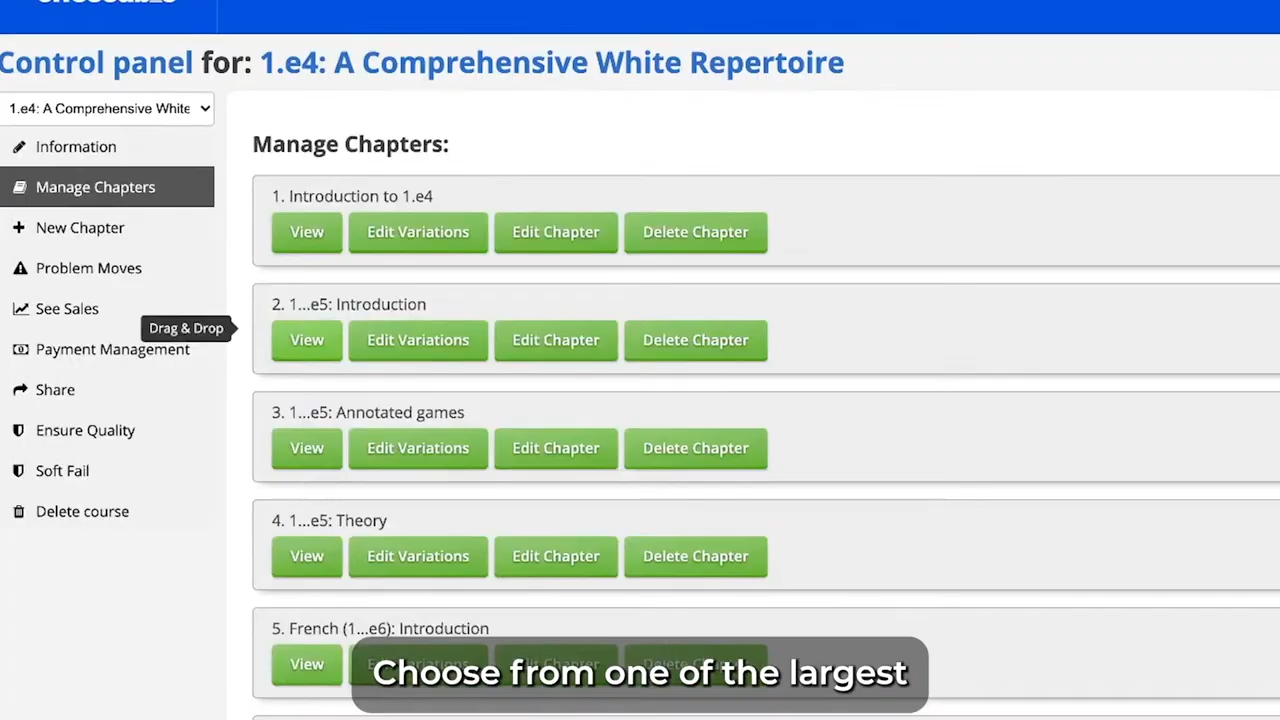 Control panel for: 1.e4: A Comprehensive White Repertoire
1.e4: A Comprehensive White
Information
Manage Chapters
New Chapter
Problem Moves
See Sales
Drag & Drop
Payment Management
Share
Ensure Quality
Soft Fail
Delete course
Manage Chapters:
1. Introduction to 1.e4
View Edit Variations Edit Chapter Delete Chapter
2. 1...e5: Introduction
View Edit Variations Edit Chapter Delete Chapter
3. 1...e5: Annotated games
View Edit Variations Edit Chapter Delete Chapter
4. 1...e5: Theory
View Edit Variations Edit Chapter Delete Chapter
5. French (1...e6): Introduction
View
Choose from one of the largest